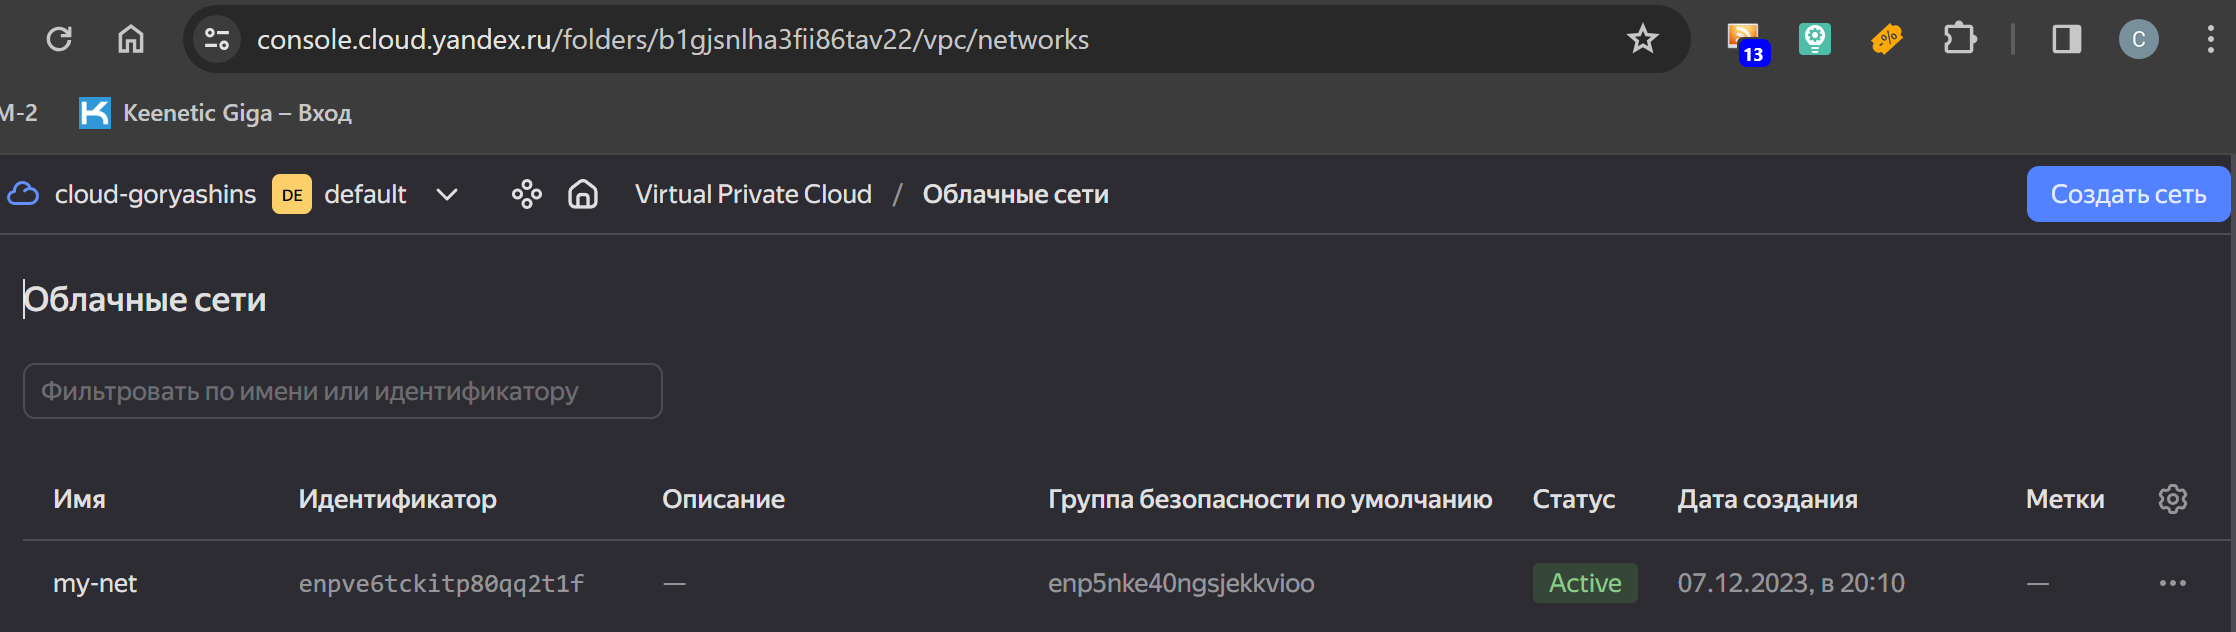 console.cloud.yandex.ru/folders/b1gjsnlha3fii86tav22/vpc/networks
13
C
M-2 Keenetic Giga – Вход
cloud-goryashins DE default Virtual Private Cloud / Облачные сети Создать сеть
Облачные сети
Фильтровать по имени или идентификатору
Имя Идентификатор Описание Группа безопасности по умолчанию Статус Дата создания Метки
my-net enpve6tckitp80qq2t1f — enp5nke40ngsjekkvioo Active 07.12.2023, в 20:10 —